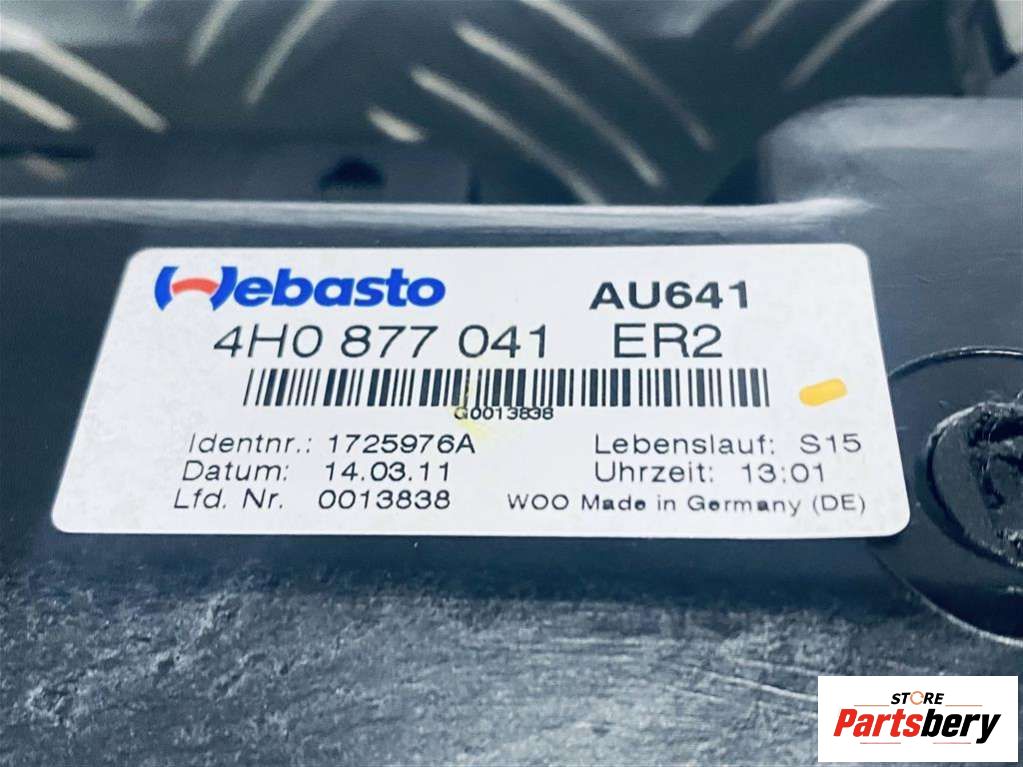 Webasto AU641
4H0 877 041 ER2
G0013838
Identnr.: 1725976A Lebenslauf: S15
Datum: 14.03.11 Uhrzeit: 13:01
Lfd. Nr. 0013838 WOO Made in Germany (DE)
STORE
Partsbery